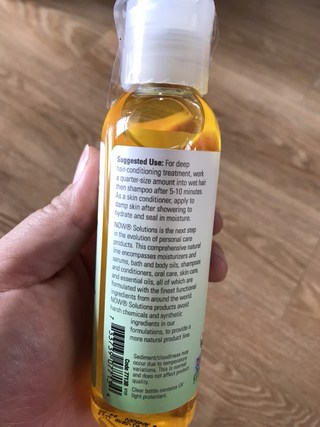 Suggested Use: For deep
hair-conditioning treatment, work
a quarter-size amount into wet hair
then shampoo after 5-10 minutes.
As a skin conditioner, apply to
damp skin after showering to
hydrate and seal in moisture.
NOW® Solutions is the next step
in the evolution of personal care
products. This comprehensive natural
line encompasses moisturizers and
serums, bath and body oils, shampoos
and conditioners, oral care, skin care,
and essential oils, all of which are
formulated with the finest functional
ingredients from around the world.
NOW® Solutions products avoid
harsh chemicals and synthetic
ingredients in our
formulations, to provide a
more natural product line.
Sediment/cloudiness may
occur due to temperature
variations. This is normal
and does not affect product
quality.
Clear bottle contains UV
light protectant.